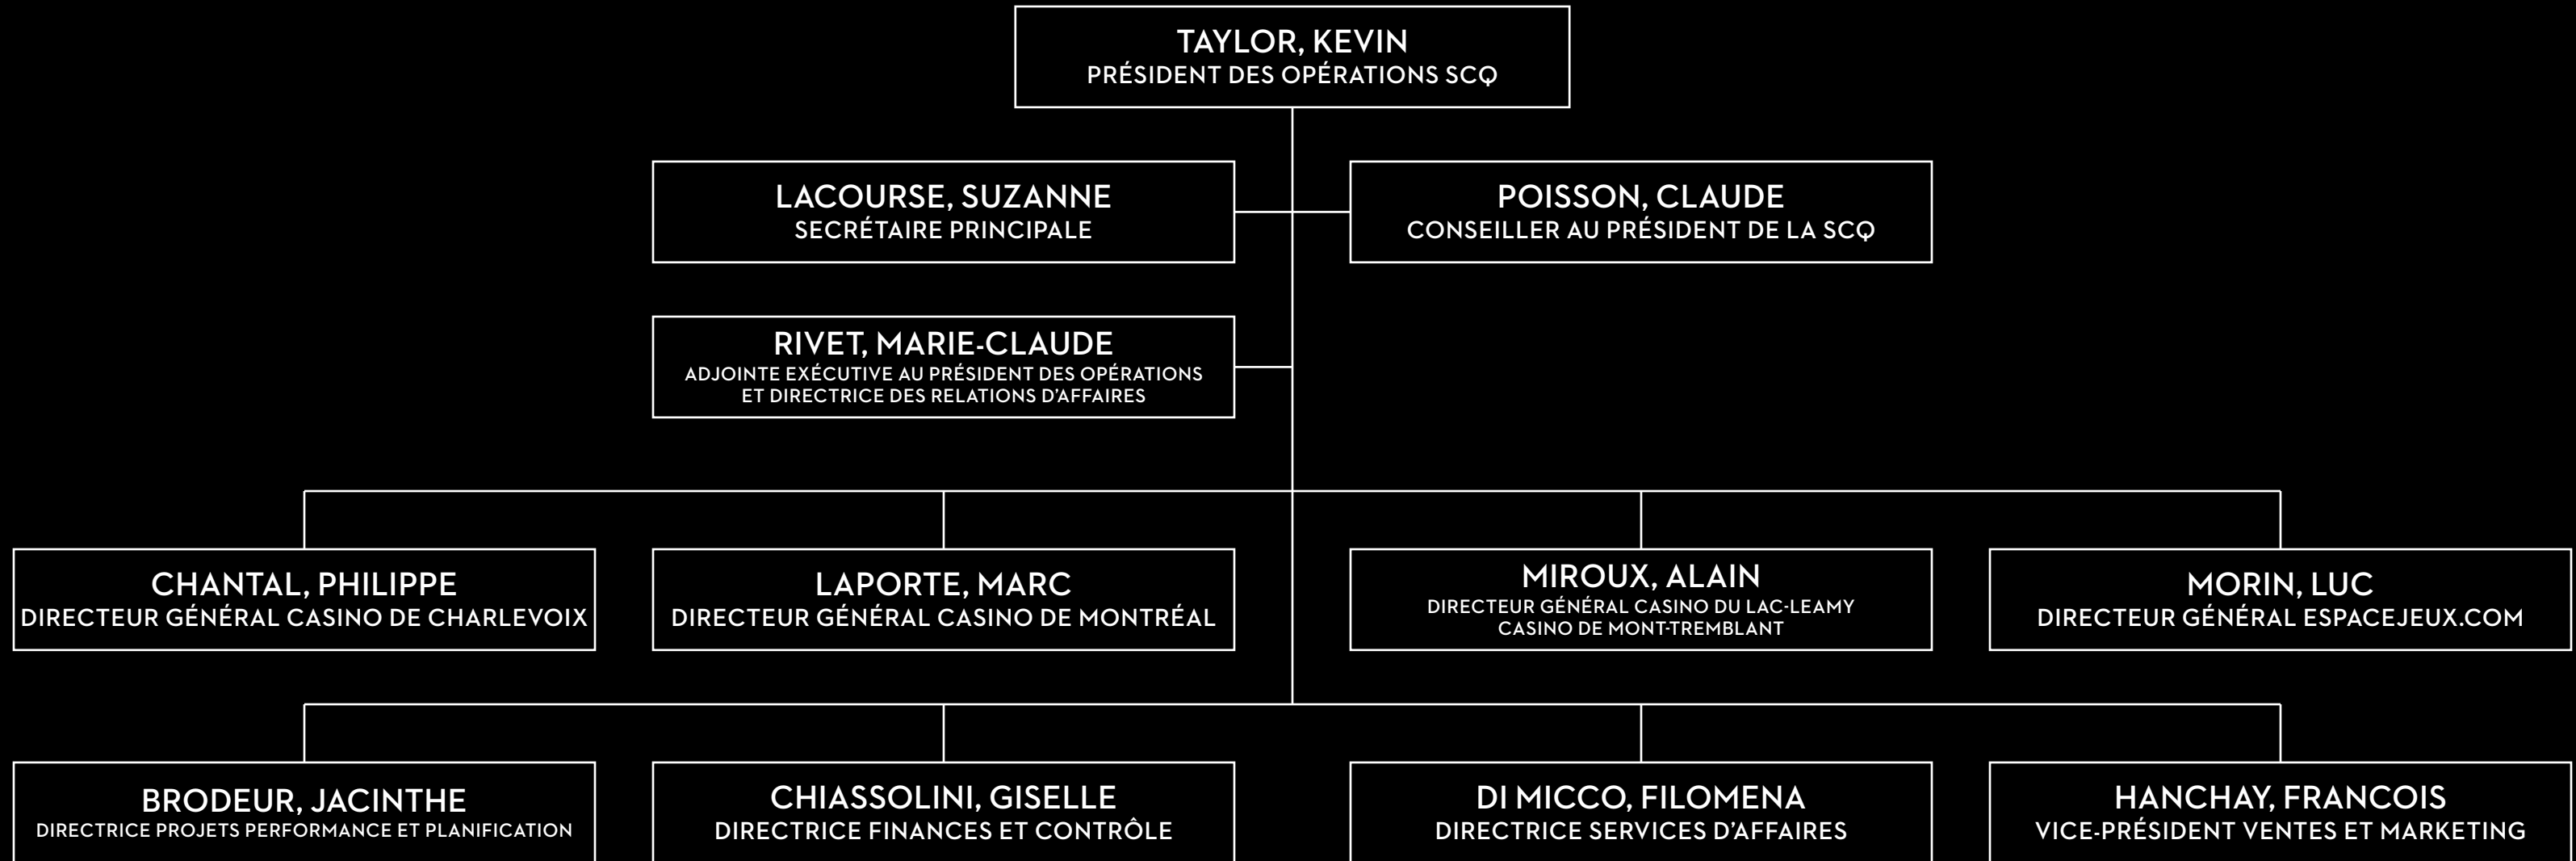 TAYLOR, KEVIN
PRÉSIDENT DES OPÉRATIONS SCQ
LACOURSE, SUZANNE
SECRÉTAIRE PRINCIPALE
POISSON, CLAUDE
CONSEILLER AU PRÉSIDENT DE LA SCQ
RIVET, MARIE-CLAUDE
ADJOINTE EXÉCUTIVE AU PRÉSIDENT DES OPÉRATIONS
ET DIRECTRICE DES RELATIONS D'AFFAIRES
CHANTAL, PHILIPPE
DIRECTEUR GÉNÉRAL CASINO DE CHARLEVOIX
LAPORTE, MARC
DIRECTEUR GÉNÉRAL CASINO DE MONTRÉAL
MIROUX, ALAIN
DIRECTEUR GÉNÉRAL CASINO DU LAC-LEAMY
CASINO DE MONT-TREMBLANT
MORIN, LUC
DIRECTEUR GÉNÉRAL ESPACEJEUX.COM
BRODEUR, JACINTHE
DIRECTRICE PROJETS PERFORMANCE ET PLANIFICATION
CHIASSOLINI, GISELLE
DIRECTRICE FINANCES ET CONTRÔLE
DI MICCO, FILOMENA
DIRECTRICE SERVICES D'AFFAIRES
HANCHAY, FRANCOIS
VICE-PRÉSIDENT VENTES ET MARKETING